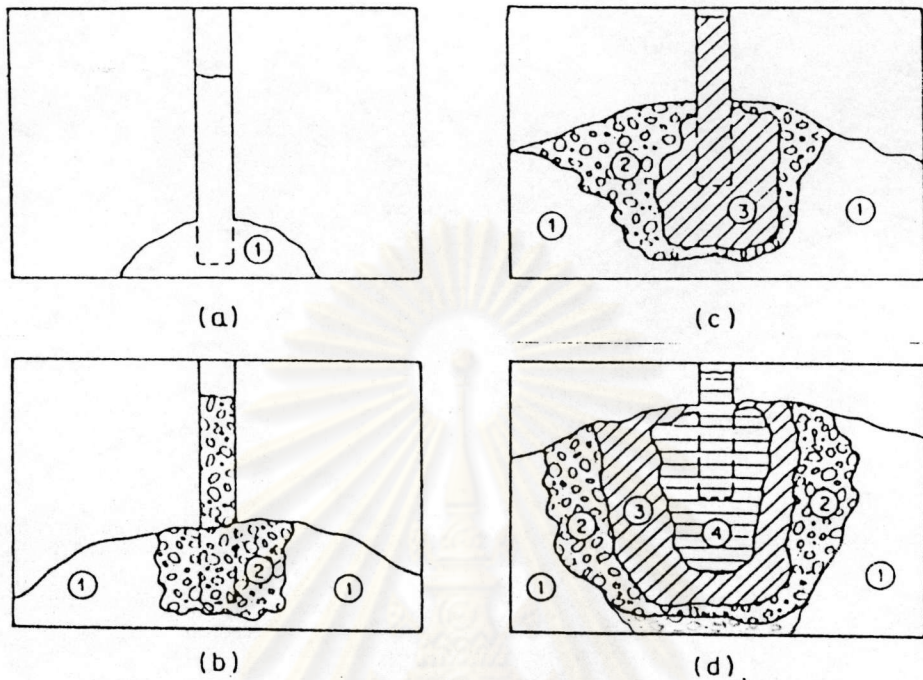 ①
(a)
① ② ①
(b)
② ③ ① ①
(c)
③ ② ② ④ ① ①
(d)